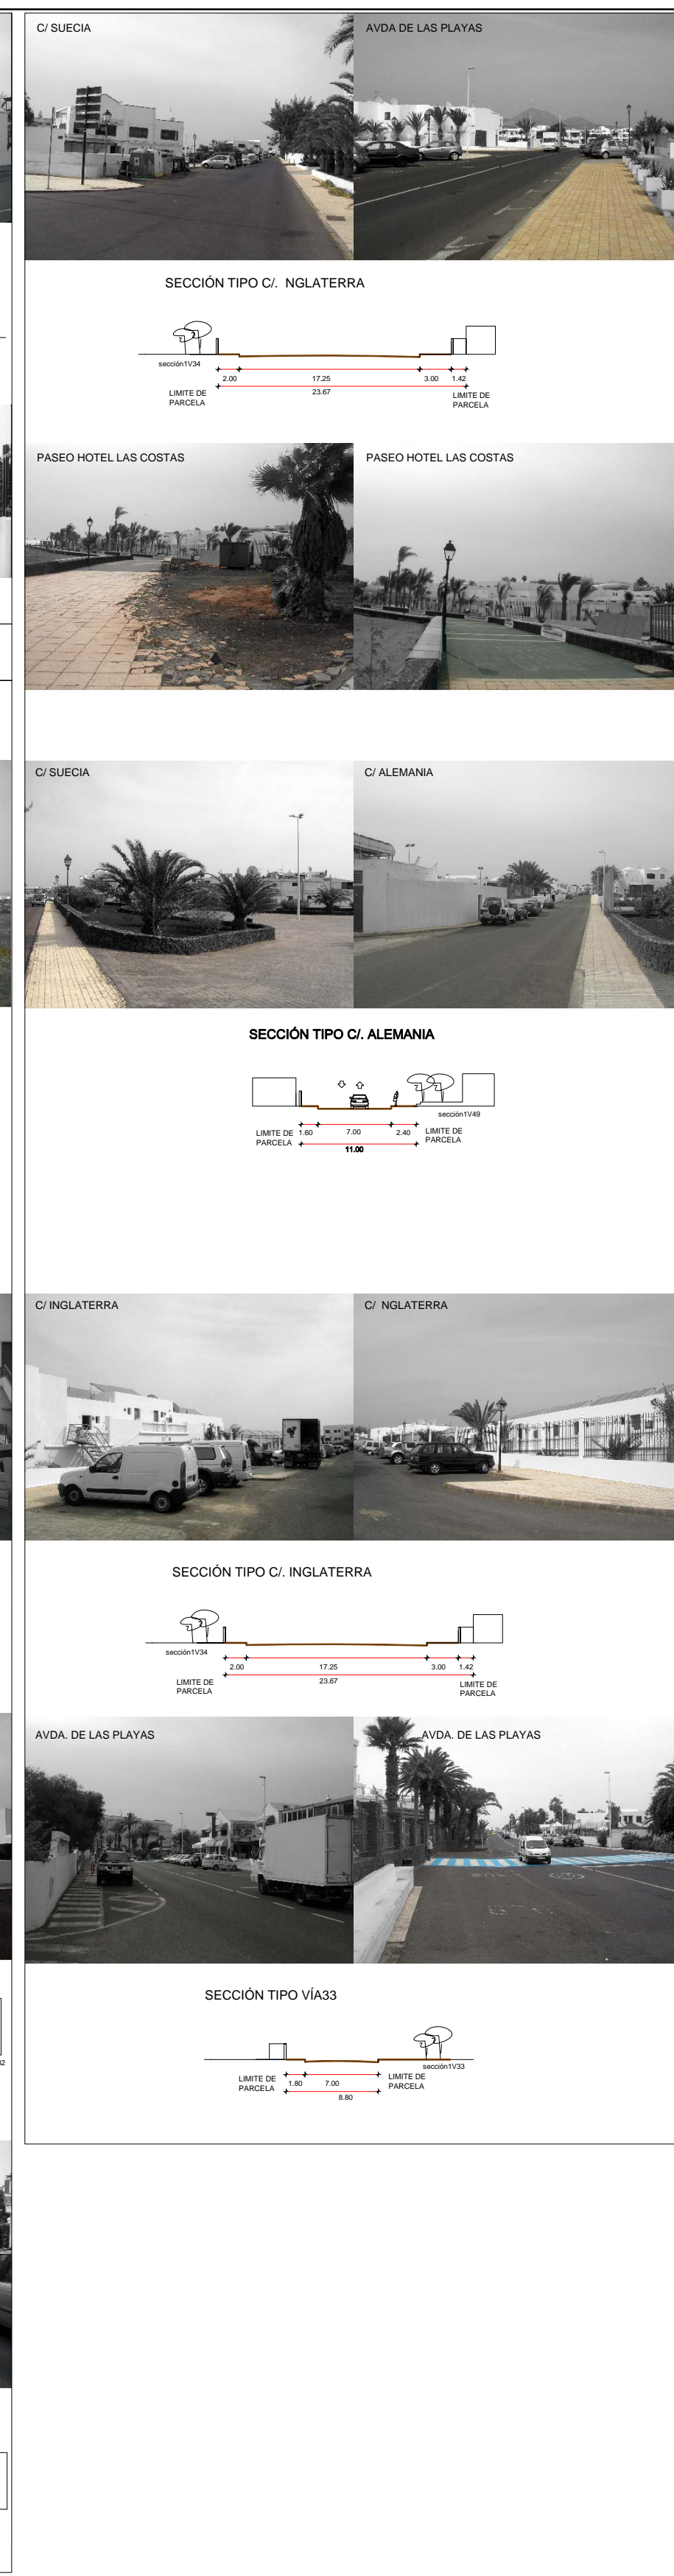 C/ SUECIA
AVDA DE LAS PLAYAS
SECCIÓN TIPO C/. NGLATERRA
sección1V34
2.00
17.25
3.00
1.42
23.67
LIMITE DE
PARCELA
LIMITE DE
PARCELA
PASEO HOTEL LAS COSTAS
PASEO HOTEL LAS COSTAS
C/ SUECIA
C/ ALEMANIA
SECCIÓN TIPO C/. ALEMANIA
sección1V49
LIMITE DE
PARCELA
1.60
7.00
2.40
LIMITE DE
PARCELA
11.00
C/ INGLATERRA
C/ NGLATERRA
SECCIÓN TIPO C/. INGLATERRA
sección1V34
2.00
17.25
3.00
1.42
23.67
LIMITE DE
PARCELA
LIMITE DE
PARCELA
AVDA. DE LAS PLAYAS
AVDA. DE LAS PLAYAS
SECCIÓN TIPO VÍA33
sección1V33
LIMITE DE
PARCELA
1.80
7.00
LIMITE DE
PARCELA
8.80